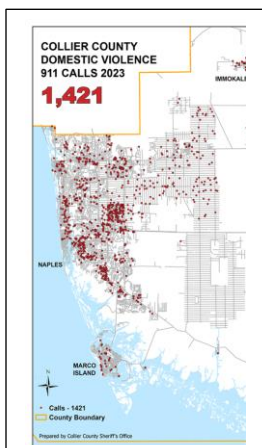 COLLIER COUNTY
DOMESTIC VIOLENCE
911 CALLS 2023
1,421
IMMOKALE
NAPLES
MARCO
ISLAND
N
Calls - 1421
County Boundary
Prepared by Collier County Sheriff's Office